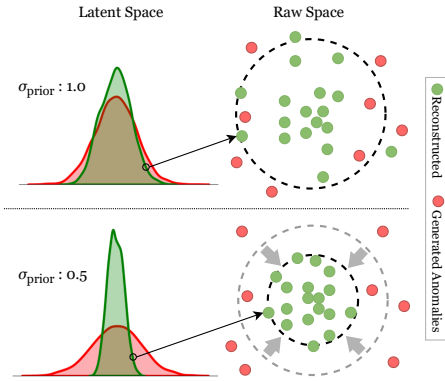 Latent Space
Raw Space
σprior : 1.0
σprior : 0.5
Reconstructed
Generated Anomalies